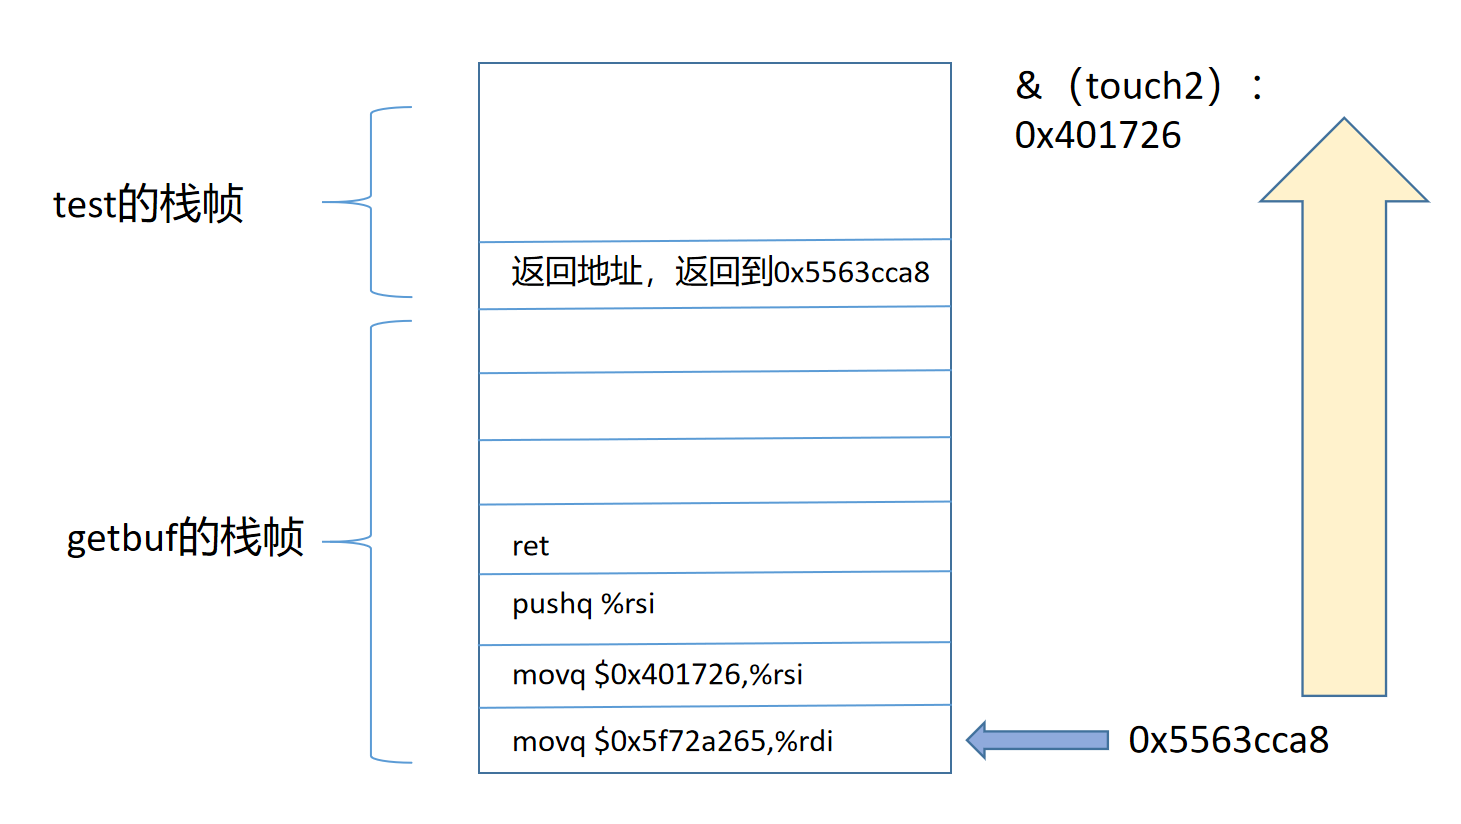 & （touch2）：
0x401726
test的栈帧
返回地址，返回到0x5563cca8
getbuf的栈帧
ret
pushq %rsi
movq $0x401726,%rsi
movq $0x5f72a265,%rdi
0x5563cca8